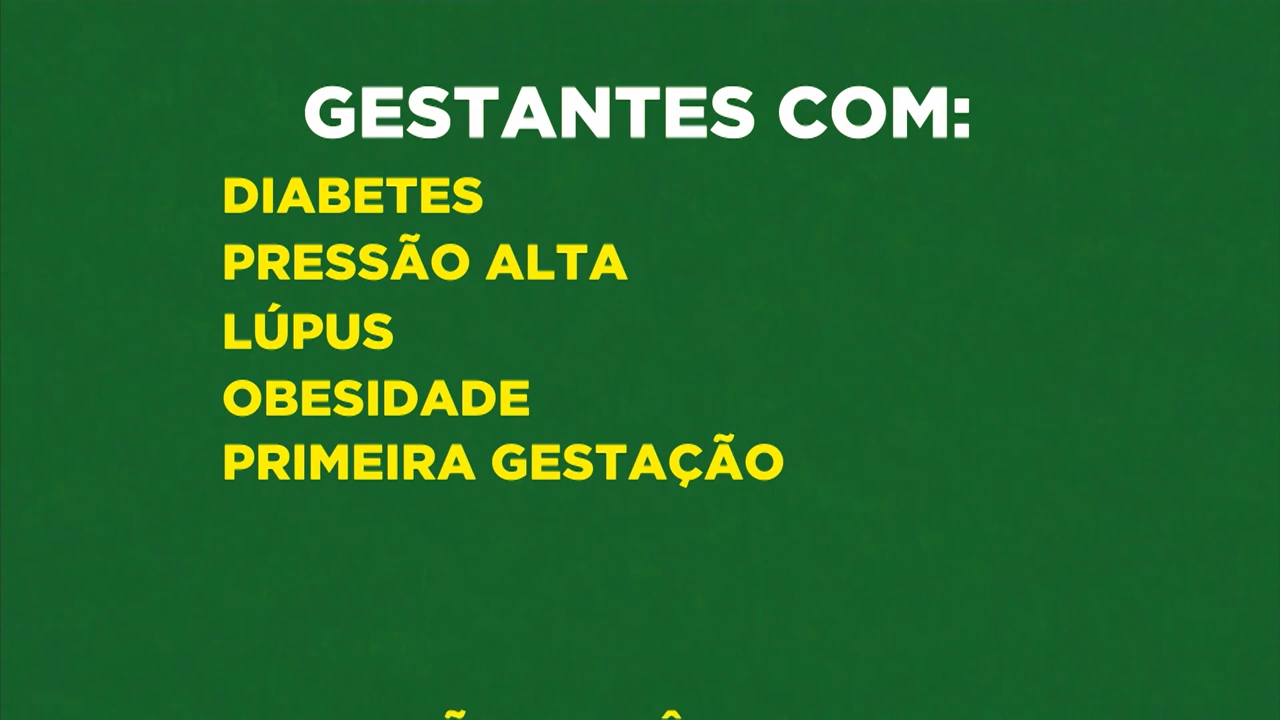 GESTANTES COM:
DIABETES
PRESSÃO ALTA
LÚPUS
OBESIDADE
PRIMEIRA GESTAÇÃO